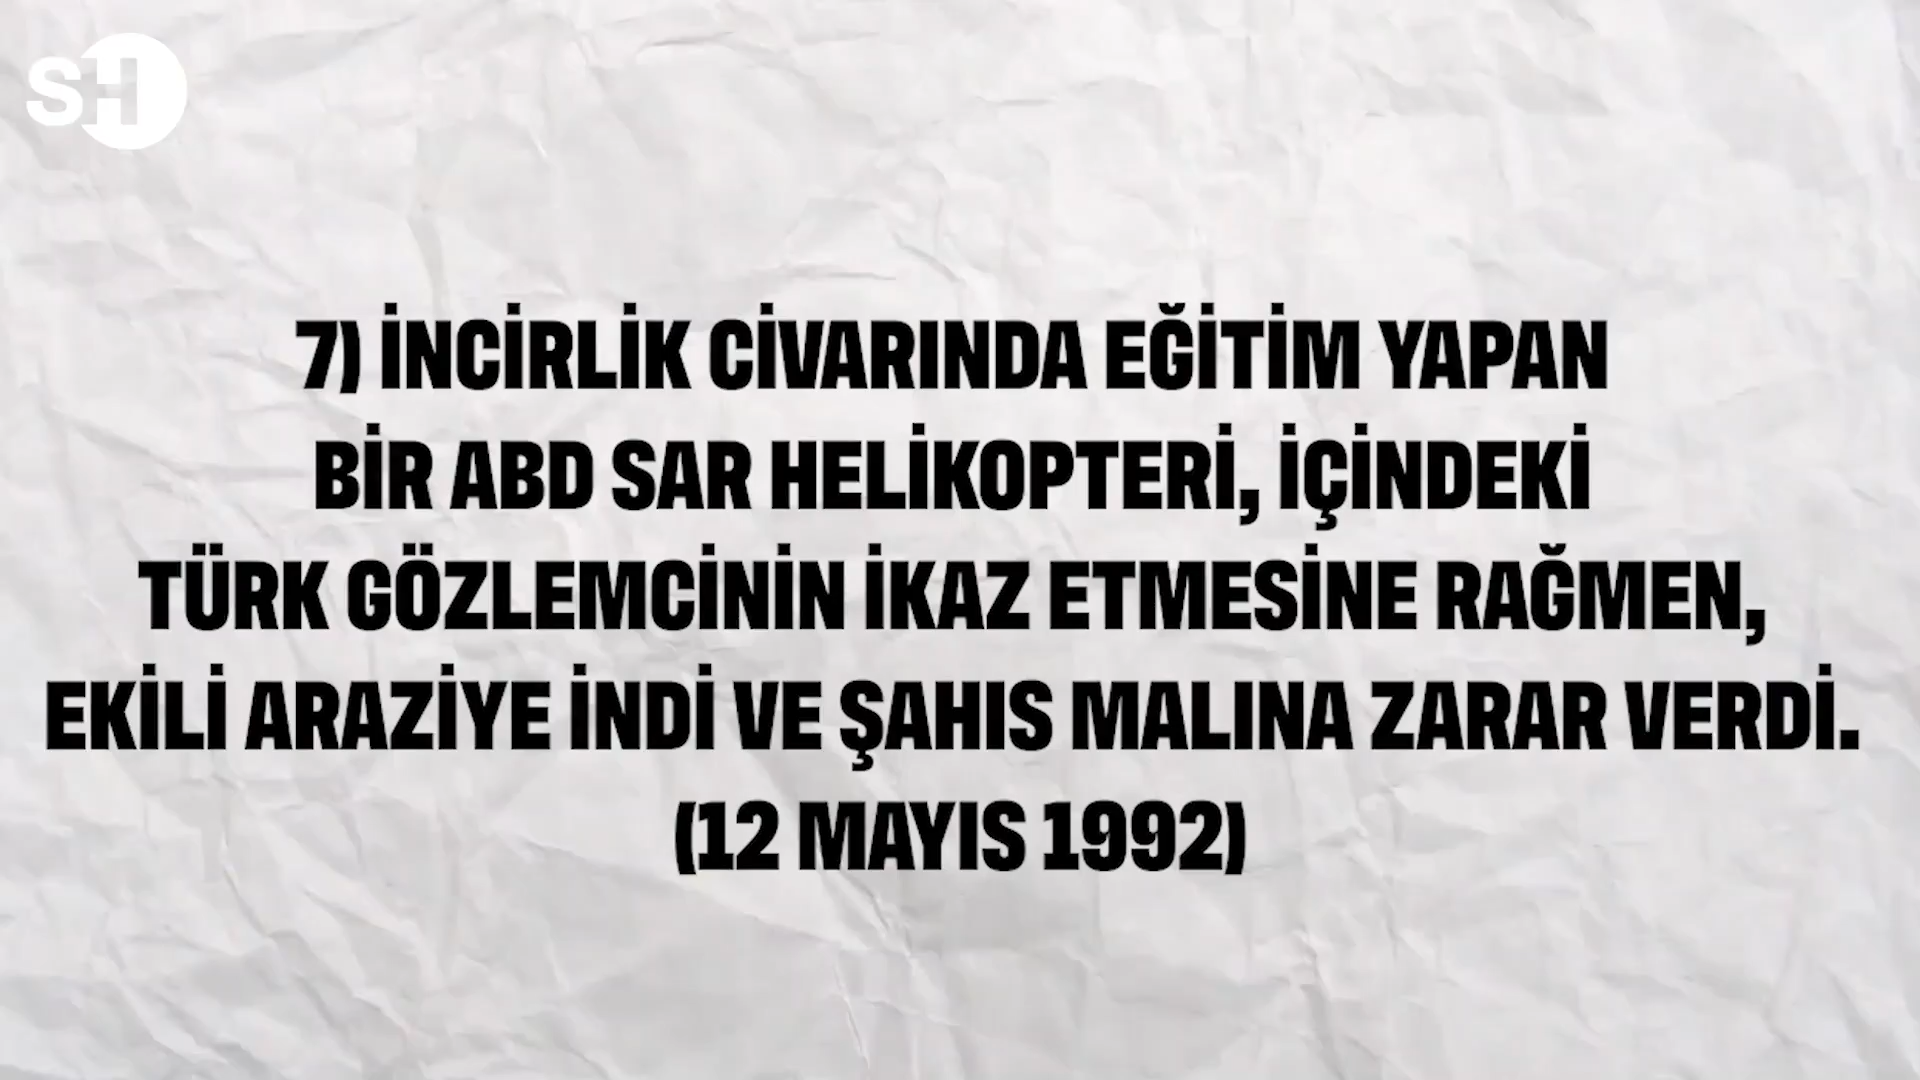 SH
7) İNCİRLİK CİVARINDA EĞİTİM YAPAN
BİR ABD SAR HELİKOPTERİ, İÇİNDEKİ
TÜRK GÖZLEMCİNİN İKAZ ETMESİNE RAĞMEN,
EKİLİ ARAZİYE İNDİ VE ŞAHIS MALINA ZARAR VERDİ.
(12 MAYIS 1992)